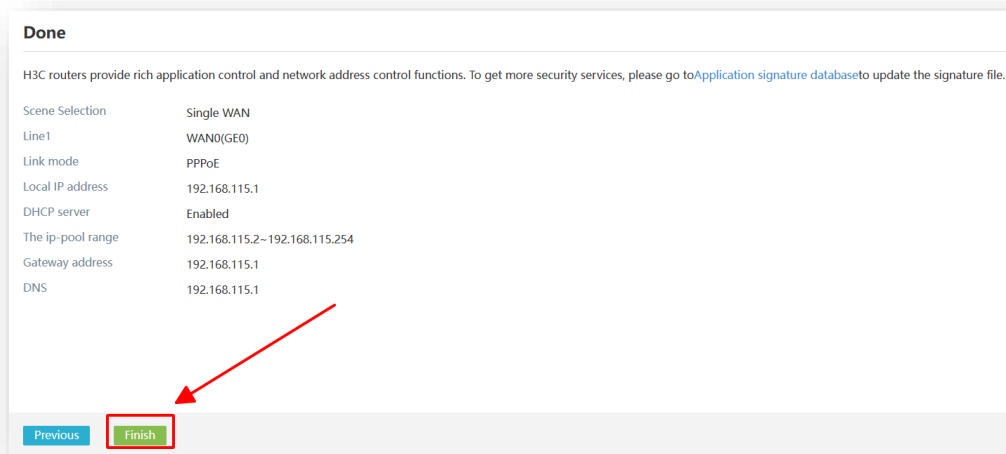 Done
H3C routers provide rich application control and network address control functions. To get more security services, please go toApplication signature databaseto update the signature file.
Scene Selection Single WAN
Line1 WAN0(GE0)
Link mode PPPoE
Local IP address 192.168.115.1
DHCP server Enabled
The ip-pool range 192.168.115.2~192.168.115.254
Gateway address 192.168.115.1
DNS 192.168.115.1
Previous Finish